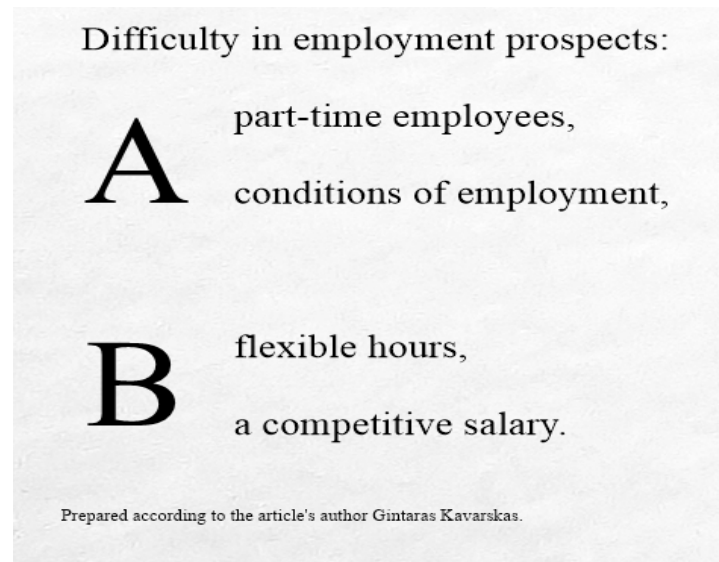 Difficulty in employment prospects:
A
part-time employees,
conditions of employment,
B
flexible hours,
a competitive salary.
Prepared according to the article's author Gintaras Kavarskas.